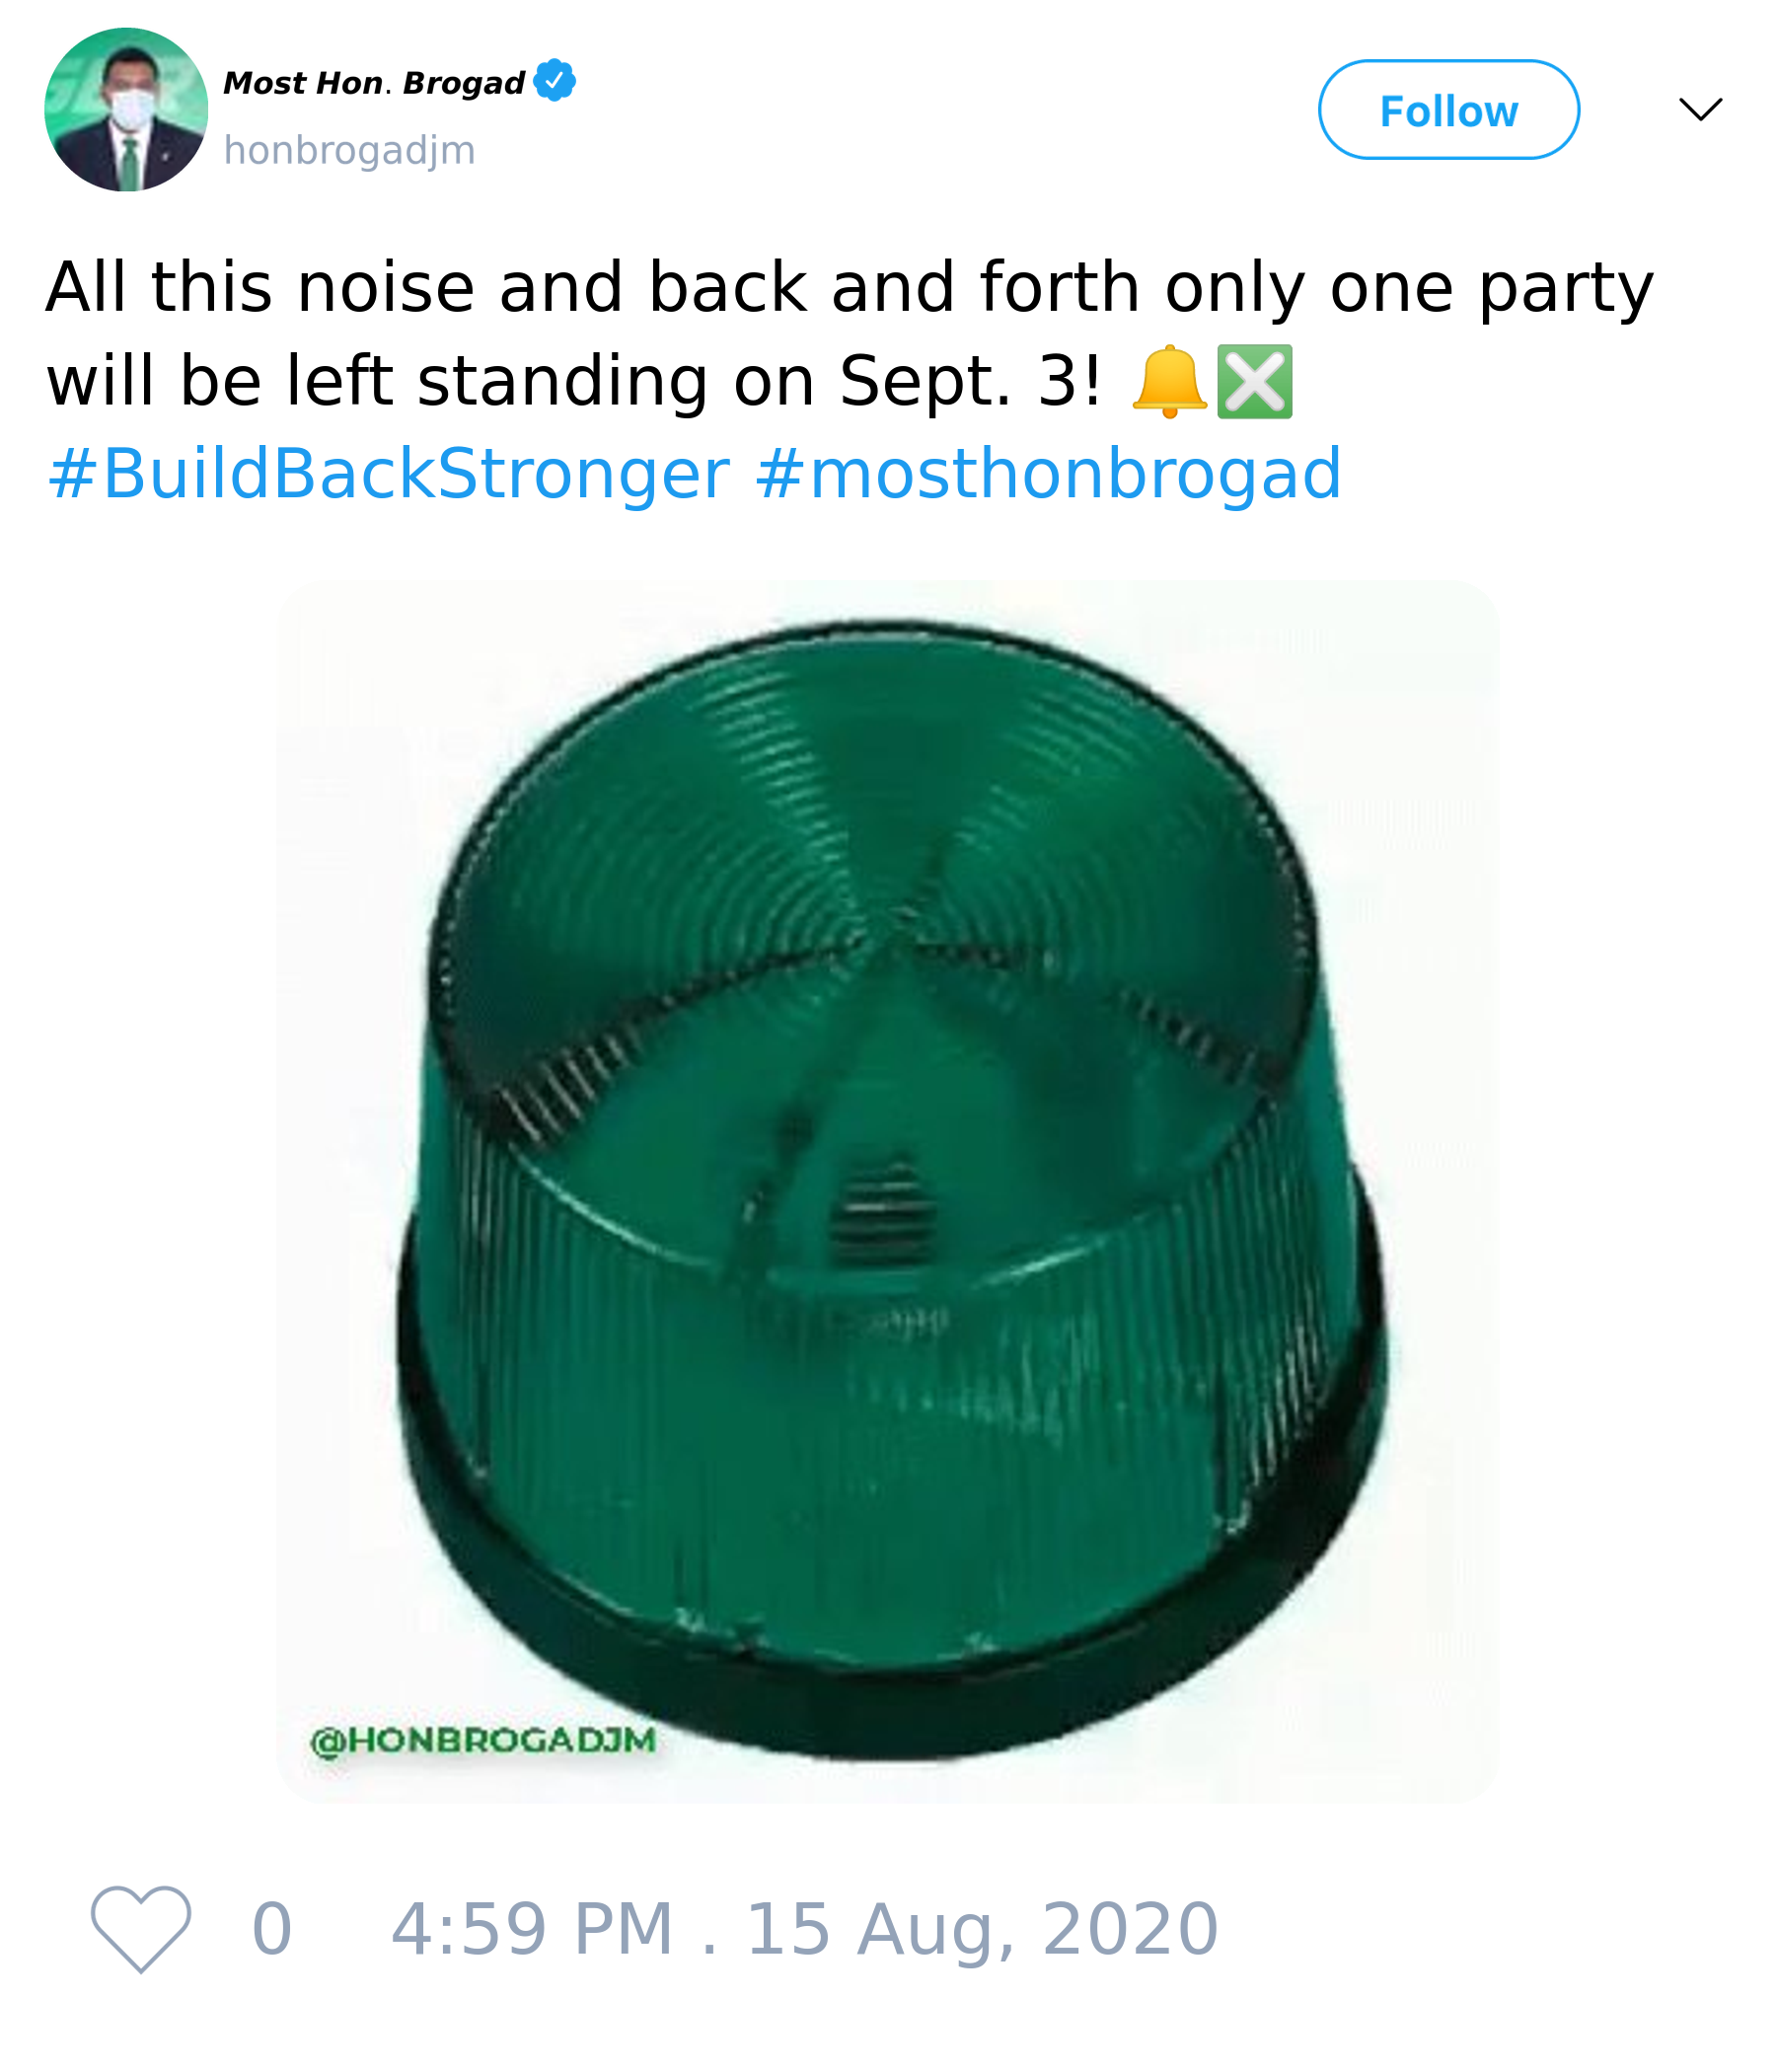 Most Hon. Brogad
honbrogadjm
Follow
All this noise and back and forth only one party
will be left standing on Sept. 3! 🔔❎
#BuildBackStronger #mosthonbrogad
@HONBROGADJM
0 4:59 PM . 15 Aug, 2020